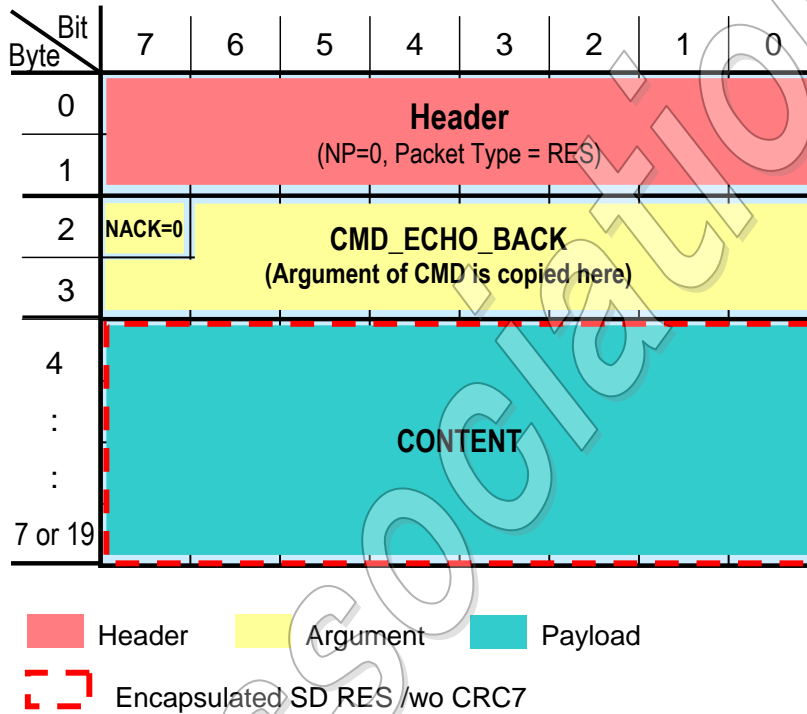 Bit
Byte
7 6 5 4 3 2 1 0
0
Header
(NP=0, Packet Type = RES)
1
2
NACK=0
CMD_ECHO_BACK
(Argument of CMD is copied here)
3
4
:
CONTENT
:
7 or 19
Header Argument Payload
Encapsulated SD RES /wo CRC7